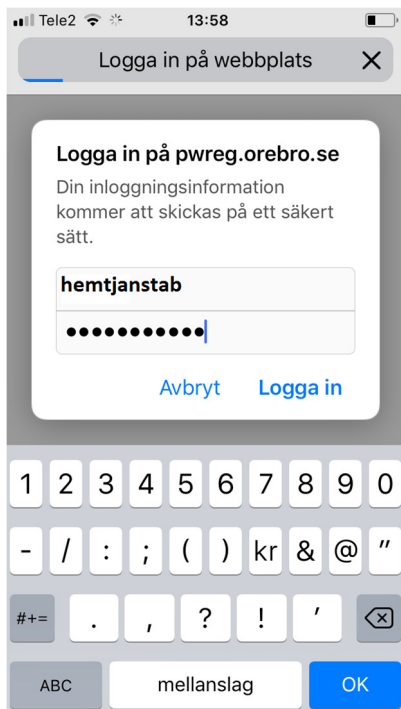 Tele2 13:58
Logga in på webbplats
Logga in på pwreg.orebro.se
Din inloggningsinformation
kommer att skickas på ett säkert
sätt.
hemtjanstab
•••••••••••
Avbryt Logga in
1 2 3 4 5 6 7 8 9 0
- / : ; ( ) kr & @ "
#+= . , ? ! '
ABC mellanslag OK